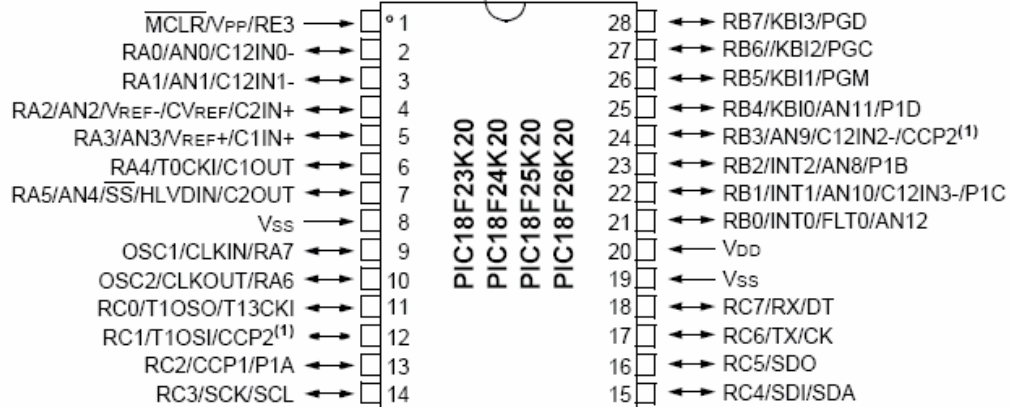 MCLR/VPP/RE3 1 28 RB7/KBI3/PGD
RA0/AN0/C12IN0- 2 27 RB6//KBI2/PGC
RA1/AN1/C12IN1- 3 26 RB5/KBI1/PGM
RA2/AN2/VREF-/CVREF/C2IN+ 4 25 RB4/KBI0/AN11/P1D
RA3/AN3/VREF+/C1IN+ 5 24 RB3/AN9/C12IN2-/CCP2(1)
RA4/T0CKI/C1OUT 6 23 RB2/INT2/AN8/P1B
RA5/AN4/SS/HLVDIN/C2OUT 7 22 RB1/INT1/AN10/C12IN3-/P1C
VSS 8 21 RB0/INT0/FLT0/AN12
OSC1/CLKIN/RA7 9 20 VDD
OSC2/CLKOUT/RA6 10 19 VSS
RC0/T1OSO/T13CKI 11 18 RC7/RX/DT
RC1/T1OSI/CCP2(1) 12 17 RC6/TX/CK
RC2/CCP1/P1A 13 16 RC5/SDO
RC3/SCK/SCL 14 15 RC4/SDI/SDA
PIC18F23K20
PIC18F24K20
PIC18F25K20
PIC18F26K20